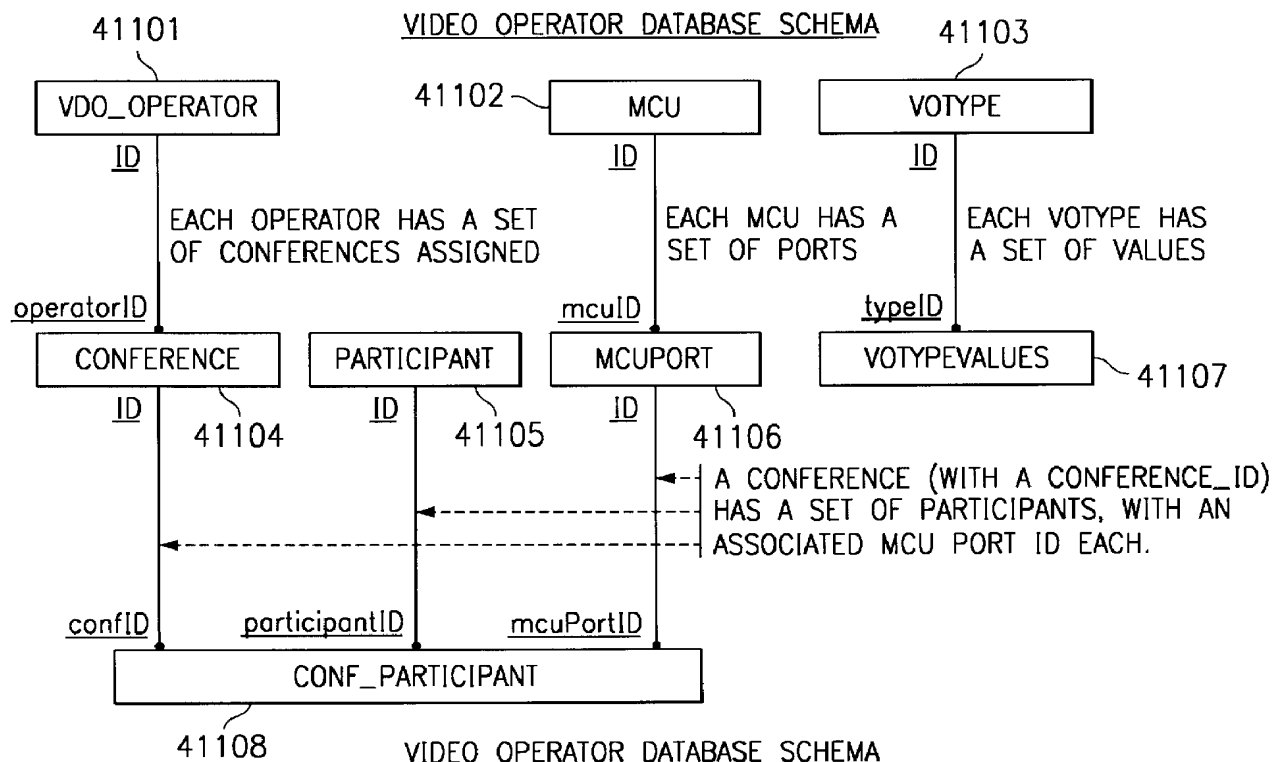 41101
VIDEO OPERATOR DATABASE SCHEMA
41103
VDO_OPERATOR
41102
MCU
VOTYPE
ID
ID
ID
EACH OPERATOR HAS A SET
OF CONFERENCES ASSIGNED
EACH MCU HAS A
SET OF PORTS
EACH VOTYPE HAS
A SET OF VALUES
operatorID
mcuID
typeID
CONFERENCE
PARTICIPANT
MCUPORT
VOTYPEVALUES
41107
ID
41104
ID
41105
ID
41106
A CONFERENCE (WITH A CONFERENCE_ID)
HAS A SET OF PARTICIPANTS, WITH AN
ASSOCIATED MCU PORT ID EACH.
confID
participantID
mcuPortID
CONF_PARTICIPANT
41108
VIDEO OPERATOR DATABASE SCHEMA